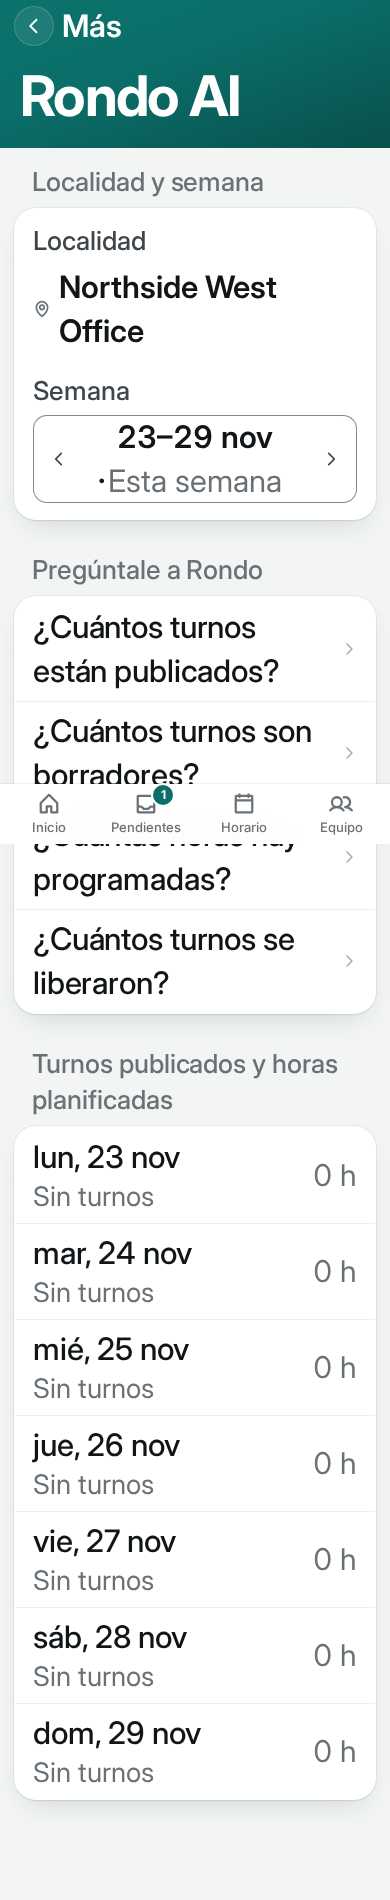 Más
Rondo AI
Localidad y semana
Localidad
Northside West
Office
Semana
23–29 nov
·Esta semana
Pregúntale a Rondo
¿Cuántos turnos
están publicados?
¿Cuántos turnos son
borradores?
1
Inicio
Pendientes
Horario
Equipo
¿Cuántas horas hay
programadas?
¿Cuántos turnos se
liberaron?
Turnos publicados y horas
planificadas
lun, 23 nov
Sin turnos
0 h
mar, 24 nov
Sin turnos
0 h
mié, 25 nov
Sin turnos
0 h
jue, 26 nov
Sin turnos
0 h
vie, 27 nov
Sin turnos
0 h
sáb, 28 nov
Sin turnos
0 h
dom, 29 nov
Sin turnos
0 h